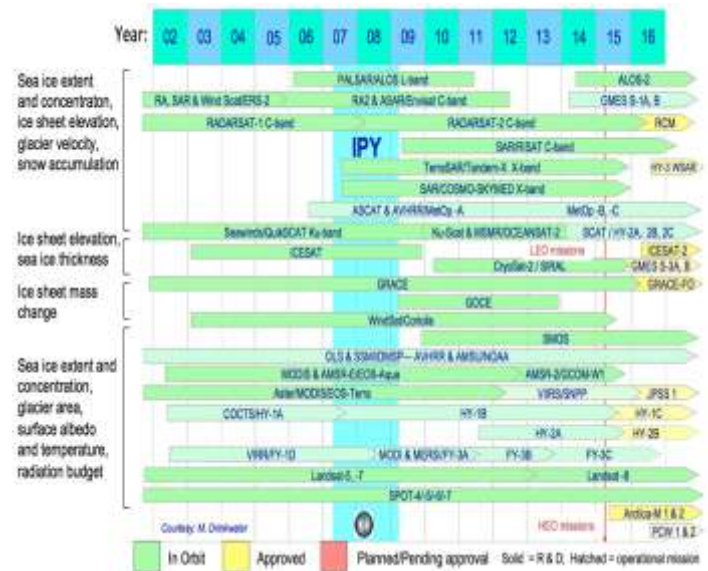 Year: 02 03 04 05 06 07 08 09 10 11 12 13 14 15 16
Sea ice extent
and concentraton,
ice sheet elevation,
glacier velocity,
snow accumulation
PALSAR/ALOS L-band
ALOS-2
RA, SAR & Wind Scat/ERS-2
RA2 & ASAR/Envisat C-band
GMES S-1A, B
RADARSAT-1 C-band
RADARSAT-2 C-band
RCM
IPY
SAR/RISAT C-band
TerraSAR/Tandem-X X-band
HY-3 WSAR
SAR/COSMO-SKYMED X-band
ASCAT & AVHRR/MetOp -A
MetOp -B, -C
Ice sheet elevation,
sea ice thickness
Seawinds/QuikSCAT Ku-band
Ku-Scat & MSMR/OCEANSAT-2
SCAT / HY-2A, 2B, 2C
ICESAT
LEO missions
ICESAT-2
CryoSat-2 / SIRAL
GMES S-3A, B
Ice sheet mass
change
GRACE
GRACE-FO
GOCE
WindSat/Coriolis
Sea ice extent and
concentration,
glacier area,
surface albedo
and temperature,
radiation budget
SMOS
OLS & SSMI/DMSP— AVHRR & AMSU/NOAA
MODIS & AMSR-E/EOS-Aqua
AMSR-2/GCOM-W1
Aster/MODIS/EOS-Terra
VIIRS/SNPP
JPSS 1
COCTS/HY-1A
HY-1B
HY-1C
HY-2A
HY-2B
VIRR/FY-1D
MODI & MERSI/FY-3A
FY-3B
FY-3C
Landsat-5, -7
Landsat -8
SPOT-4/-5/-6/-7
Arctica-M 1 & 2
Courtesy: M. Drinkwater
HEO missions
PCW 1 & 2
In Orbit
Approved
Planned/Pending approval
Solid = R & D; Hatched = operational mission